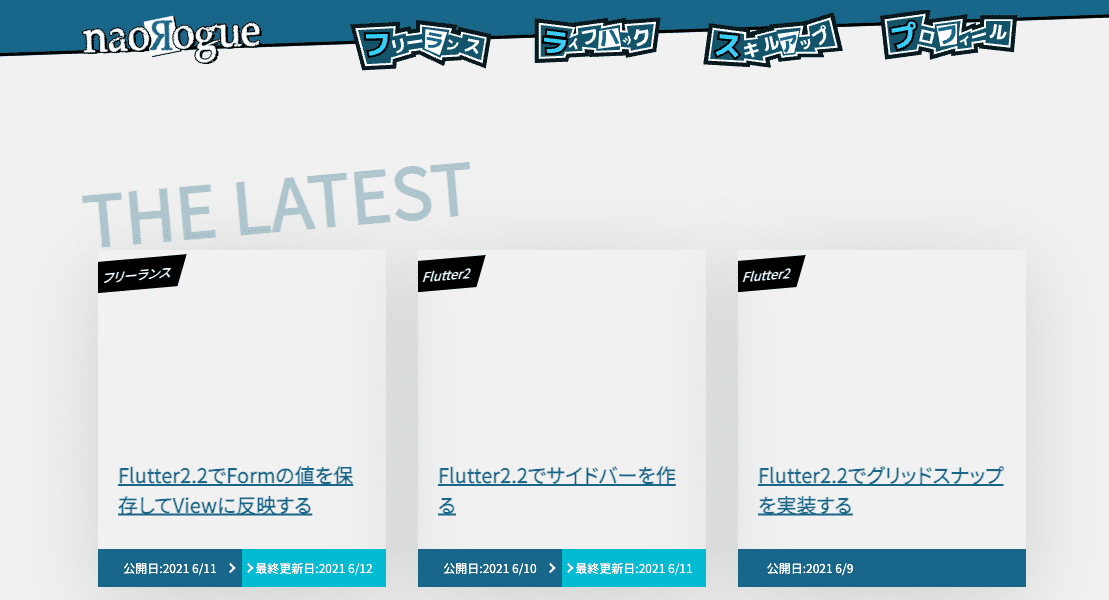 naoRogue
フリーランス
ライフハック
スキルアップ
プロフィール
THE LATEST
フリーランス
Flutter2.2でFormの値を保
存してViewに反映する
公開日:2021 6/11
最終更新日:2021 6/12
Flutter2
Flutter2.2でサイドバーを作
る
公開日:2021 6/10
最終更新日:2021 6/11
Flutter2
Flutter2.2でグリッドスナップ
を実装する
公開日:2021 6/9